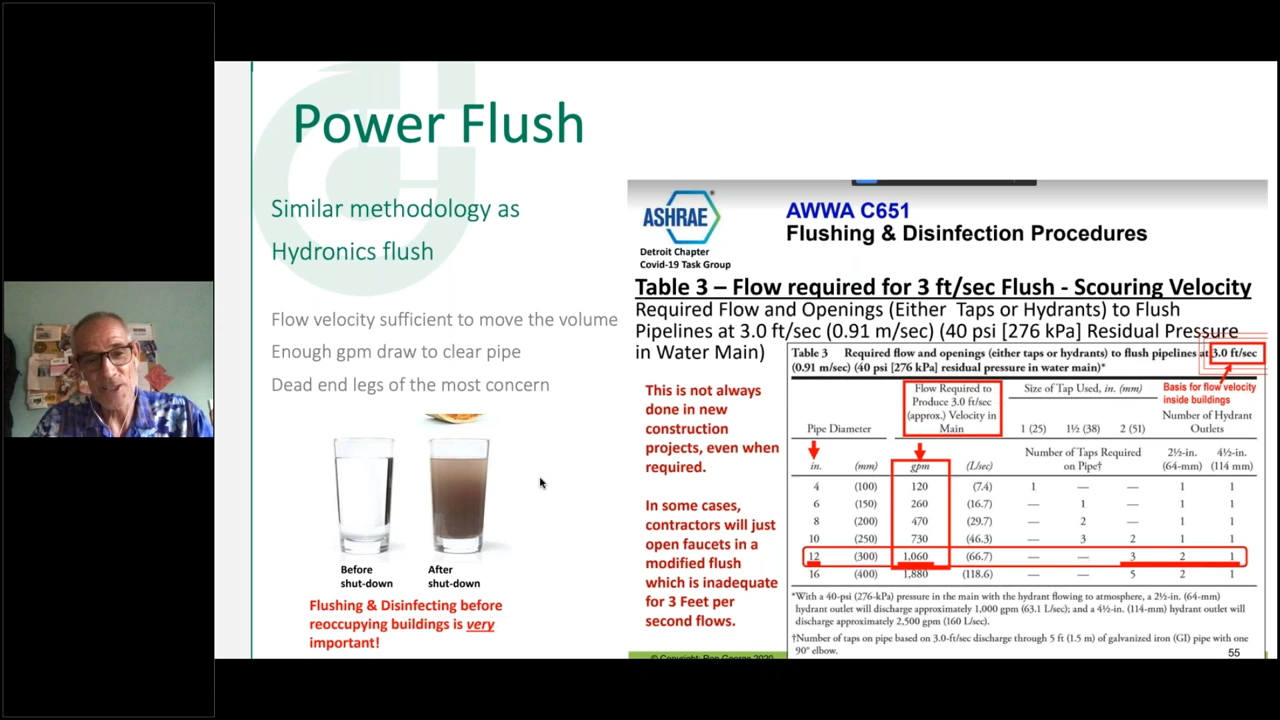 Power Flush
Similar methodology as
Hydronics flush
Flow velocity sufficient to move the volume
Enough gpm draw to clear pipe
Dead end legs of the most concern
Before
shut-down
After
shut-down
Flushing & Disinfecting before
reoccupying buildings is very
important!
ASHRAE
Detroit Chapter
Covid-19 Task Group
AWWA C651
Flushing & Disinfection Procedures
Table 3 – Flow required for 3 ft/sec Flush - Scouring Velocity
Required Flow and Openings (Either Taps or Hydrants) to Flush
Pipelines at 3.0 ft/sec (0.91 m/sec) (40 psi [276 kPa] Residual Pressure
in Water Main)
This is not always
done in new
construction
projects, even when
required.
In some cases,
contractors will just
open faucets in a
modified flush
which is inadequate
for 3 Feet per
second flows.
Table 3 Required flow and openings (either taps or hydrants) to flush pipelines at 3.0 ft/sec
(0.91 m/sec) (40 psi [276 kPa] residual pressure in water main)*
Basis for flow velocity
inside buildings
Flow Required to
Produce 3.0 ft/sec
(approx.) Velocity in
Main
Size of Tap Used, in. (mm)
Number of Hydrant
Outlets
Pipe Diameter
1 (25) 1½ (38) 2 (51)
Number of Taps Required
on Pipe†
2½-in.
(64-mm)
4½-in.
(114 mm)
in. (mm) gpm (L/sec)
4 (100) 120 (7.4) 1 — — 1 1
6 (150) 260 (16.7) — 1 — 1 1
8 (200) 470 (29.7) — 2 — 1 1
10 (250) 730 (46.3) — 3 2 1 1
12 (300) 1,060 (66.7) — — 3 2 1
16 (400) 1,880 (118.6) — — 5 2 1
*With a 40-psi (276-kPa) pressure in the main with the hydrant flowing to atmosphere, a 2½-in. (64-mm)
hydrant outlet will discharge approximately 1,000 gpm (63.1 L/sec); and a 4½-in. (114-mm) hydrant outlet will
discharge approximately 2,500 gpm (160 L/sec).
†Number of taps on pipe based on 3.0-ft/sec discharge through 5 ft (1.5 m) of galvanized iron (GI) pipe with one
90° elbow.
© Copyright: Ron George 2020
55